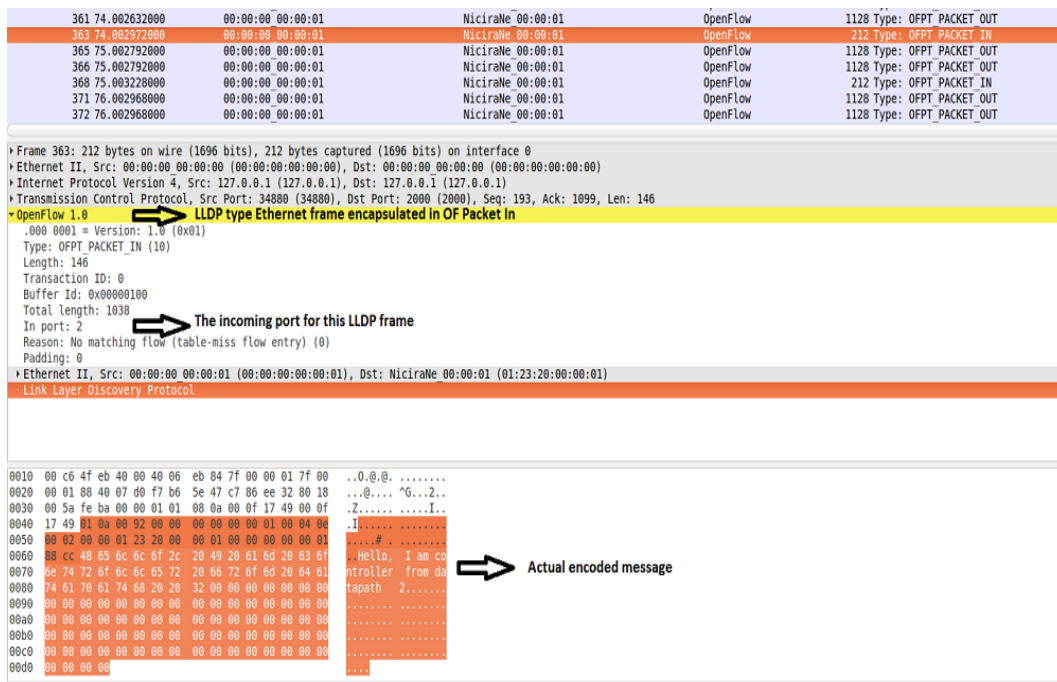 361 74.002632000 00:00:00_00:00:01 NiciraNe_00:00:01 OpenFlow 1128 Type: OFPT_PACKET_OUT
363 74.002972000 00:00:00_00:00:01 NiciraNe_00:00:01 OpenFlow 212 Type: OFPT_PACKET_IN
365 75.002792000 00:00:00_00:00:01 NiciraNe_00:00:01 OpenFlow 1128 Type: OFPT_PACKET_OUT
366 75.002792000 00:00:00_00:00:01 NiciraNe_00:00:01 OpenFlow 1128 Type: OFPT_PACKET_OUT
368 75.003228000 00:00:00_00:00:01 NiciraNe_00:00:01 OpenFlow 212 Type: OFPT_PACKET_IN
371 76.002968000 00:00:00_00:00:01 NiciraNe_00:00:01 OpenFlow 1128 Type: OFPT_PACKET_OUT
372 76.002968000 00:00:00_00:00:01 NiciraNe_00:00:01 OpenFlow 1128 Type: OFPT_PACKET_OUT
Frame 363: 212 bytes on wire (1696 bits), 212 bytes captured (1696 bits) on interface 0
Ethernet II, Src: 00:00:00_00:00:00 (00:00:00:00:00:00), Dst: 00:00:00_00:00:00 (00:00:00:00:00:00)
Internet Protocol Version 4, Src: 127.0.0.1 (127.0.0.1), Dst: 127.0.0.1 (127.0.0.1)
Transmission Control Protocol, Src Port: 34880 (34880), Dst Port: 2000 (2000), Seq: 193, Ack: 1099, Len: 146
OpenFlow 1.0 LLDP type Ethernet frame encapsulated in OF Packet In
.000 0001 = Version: 1.0 (0x01)
Type: OFPT_PACKET_IN (10)
Length: 146
Transaction ID: 0
Buffer Id: 0x00000100
Total length: 1038
In port: 2 The incoming port for this LLDP frame
Reason: No matching flow (table-miss flow entry) (0)
Padding: 0
Ethernet II, Src: 00:00:00_00:00:01 (00:00:00:00:00:01), Dst: NiciraNe_00:00:01 (01:23:20:00:00:01)
Link Layer Discovery Protocol
0010 00 c6 4f eb 40 00 40 06 eb 84 7f 00 00 01 7f 00 ..O.@.@. ........
0020 00 01 88 40 07 d0 f7 b6 5e 47 c7 86 ee 32 80 18 ...@.... ^G...2..
0030 00 5a fe ba 00 00 01 01 08 0a 00 0f 17 49 00 0f .Z...... .....I..
0040 17 49 01 0a 00 92 00 00 00 00 00 00 01 00 04 0e .I...... ........
0050 00 02 00 00 01 23 20 00 00 01 00 00 00 00 00 01 .....# . ........
0060 88 cc 48 65 6c 6c 6f 2c 20 49 20 61 6d 20 63 6f ..Hello, I am co
0070 6e 74 72 6f 6c 6c 65 72 20 66 72 6f 6d 20 64 61 ntroller from da Actual encoded message
0080 74 61 70 61 74 68 20 20 32 00 00 00 00 00 00 00 tapath 2.......
0090 00 00 00 00 00 00 00 00 00 00 00 00 00 00 00 00 ........ ........
00a0 00 00 00 00 00 00 00 00 00 00 00 00 00 00 00 00 ........ ........
00b0 00 00 00 00 00 00 00 00 00 00 00 00 00 00 00 00 ........ ........
00c0 00 00 00 00 00 00 00 00 00 00 00 00 00 00 00 00 ........ ........
00d0 00 00 00 00 ....